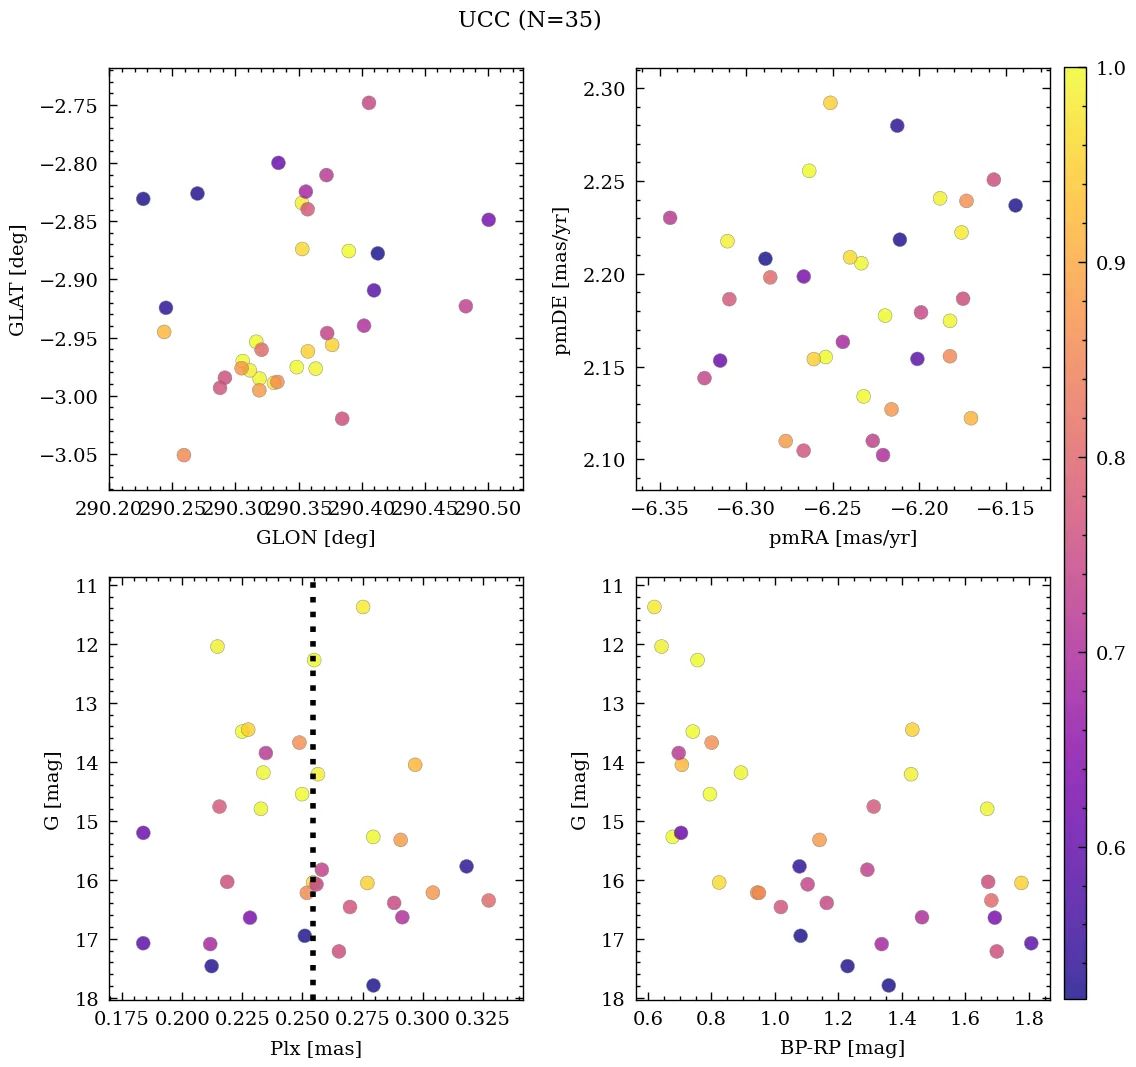 UCC (N=35)
−2.75
−2.80
−2.85
−2.90
−2.95
−3.00
−3.05
GLAT [deg]
290.20 290.25 290.30 290.35 290.40 290.45 290.50
GLON [deg]
2.30
2.25
2.20
2.15
2.10
pmDE [mas/yr]
−6.35 −6.30 −6.25 −6.20 −6.15
pmRA [mas/yr]
11
12
13
14
15
16
17
18
G [mag]
0.175 0.200 0.225 0.250 0.275 0.300 0.325
Plx [mas]
11
12
13
14
15
16
17
18
G [mag]
0.6 0.8 1.0 1.2 1.4 1.6 1.8
BP-RP [mag]
1.0
0.9
0.8
0.7
0.6